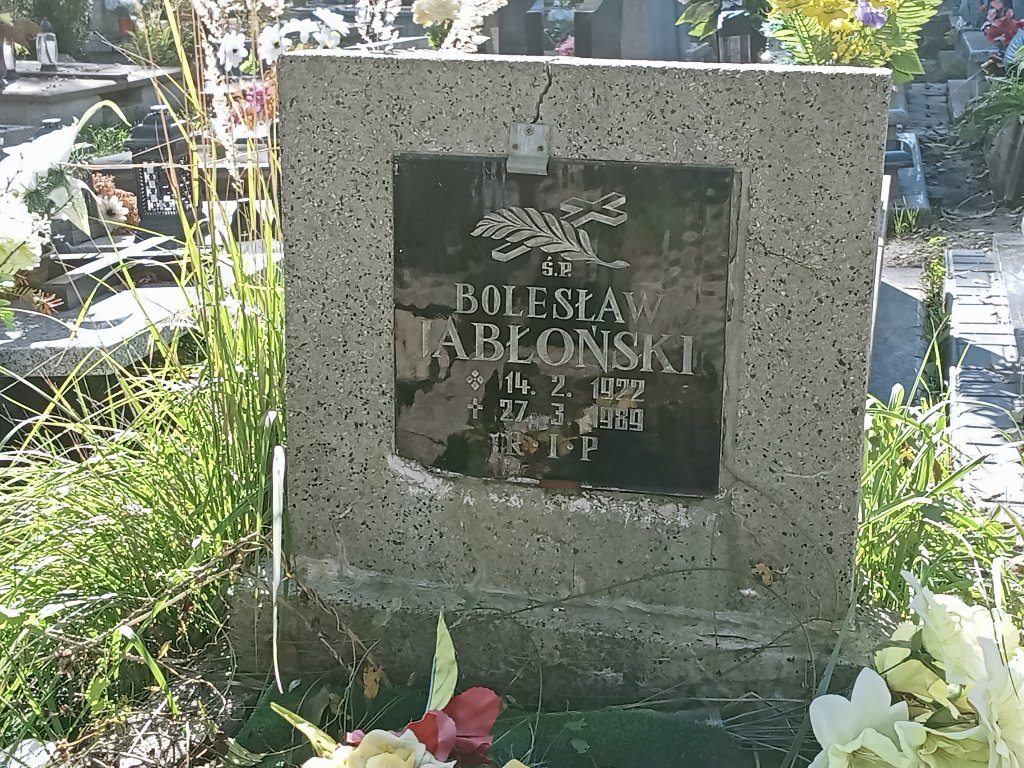 Ś.P.
BOLESŁAW
JABŁOŃSKI
14. 2. 1922
✝ 27. 3. 1989
R · I · P